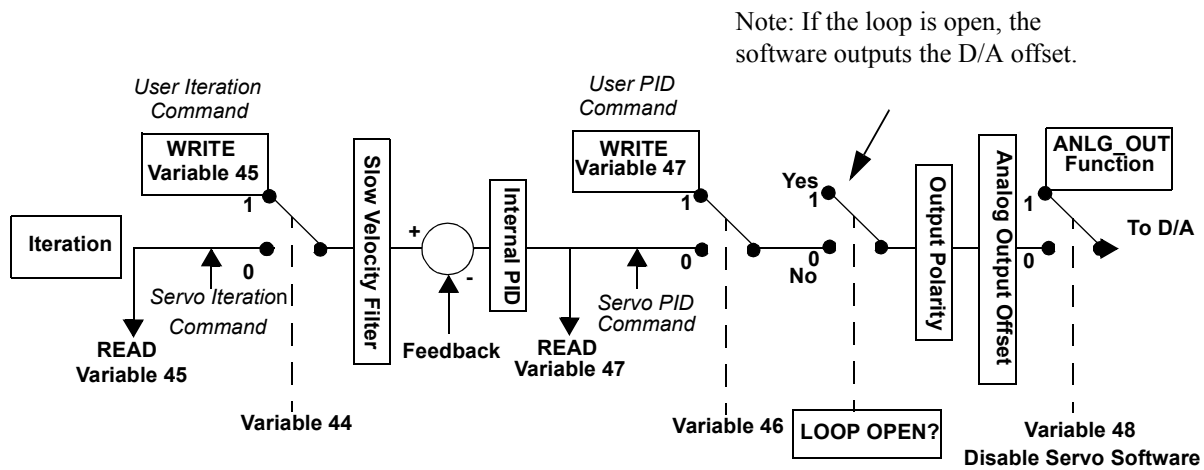 Note: If the loop is open, the
software outputs the D/A offset.
User Iteration
Command
WRITE
Variable 45
1
0
Iteration
Servo Iteration
Command
READ
Variable 45
Variable 44
Slow Velocity Filter
+
-
Feedback
Internal PID
READ
Variable 47
User PID
Command
WRITE
Variable 47
1
0
Servo PID
Command
Variable 46
Yes
1
0
No
LOOP OPEN?
Output Polarity
Analog Output Offset
ANLG_OUT
Function
1
0
To D/A
Variable 48
Disable Servo Software